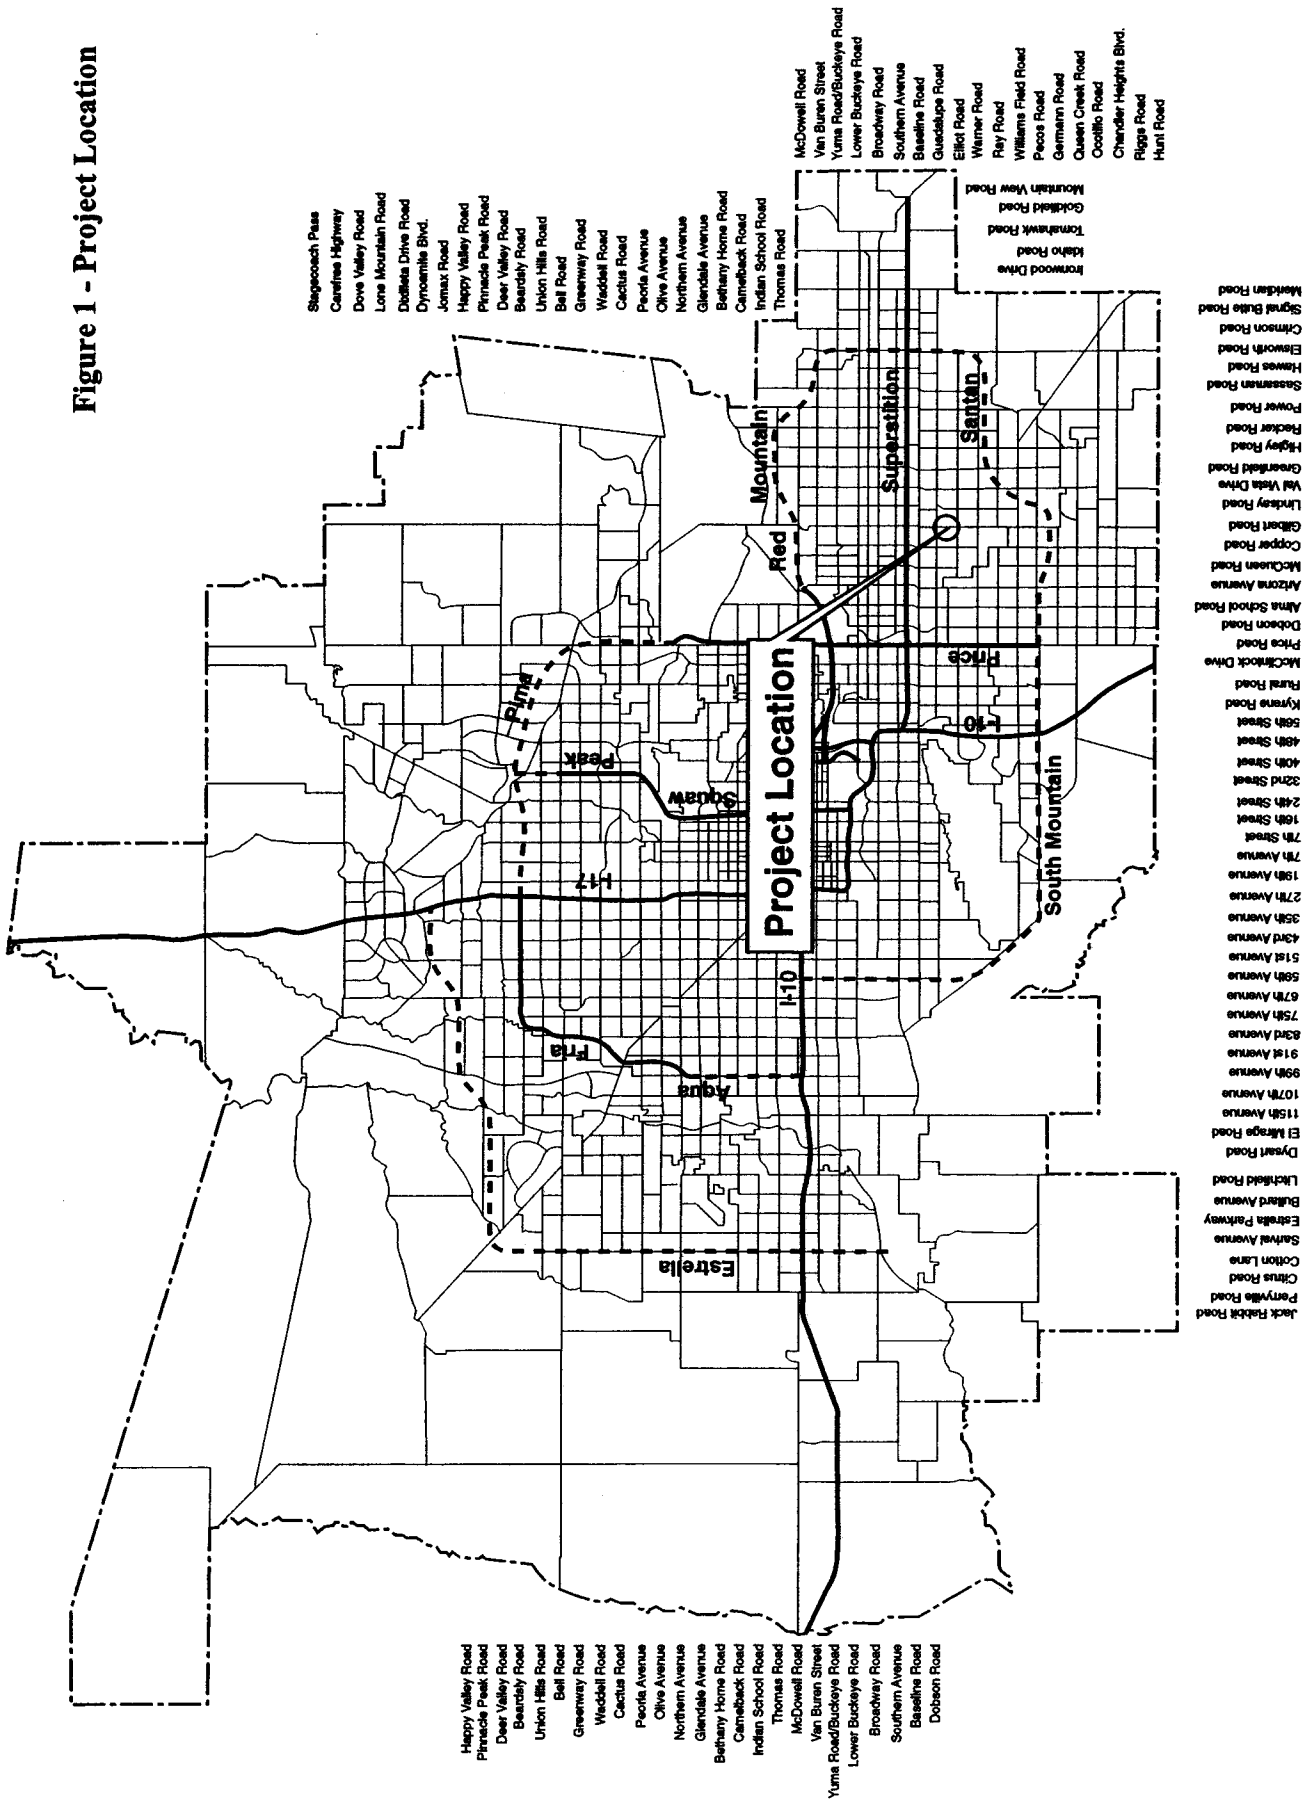 Figure 1 - Project Location
Stagecoach Pass
Carefree Highway
Dove Valley Road
Lone Mountain Road
Dixileta Drive Road
Dynoamite Blvd.
Jomax Road
Happy Valley Road
Pinnacle Peak Road
Deer Valley Road
Beardsly Road
Union Hills Road
Bell Road
Greenway Road
Waddell Road
Cactus Road
Peoria Avenue
Olive Avenue
Northern Avenue
Glendale Avenue
Bethany Home Road
Camelback Road
Indian School Road
Thomas Road
McDowell Road
Van Buren Street
Yuma Road/Buckeye Road
Lower Buckeye Road
Broadway Road
Southern Avenue
Baseline Road
Guadalupe Road
Elliot Road
Warner Road
Ray Road
Williams Field Road
Pecos Road
Germann Road
Queen Creek Road
Ocotillo Road
Chandler Heights Blvd.
Riggs Road
Hunt Road
Mountain View Road
Goldfield Road
Tomahawk Road
Idaho Road
Ironwood Drive
Meridian Road
Signal Butte Road
Crimson Road
Elsworth Road
Hawes Road
Sassaman Road
Power Road
Recker Road
Higley Road
Greenfield Road
Val Vista Drive
Lindsay Road
Gilbert Road
Copper Road
McQueen Road
Arizona Avenue
Alma School Road
Dobson Road
Price Road
McClintock Drive
Rural Road
Kyrene Road
56th Street
48th Street
40th Street
32nd Street
24th Street
16th Street
7th Street
7th Avenue
19th Avenue
27th Avenue
35th Avenue
43rd Avenue
51st Avenue
59th Avenue
67th Avenue
75th Avenue
83rd Avenue
91st Avenue
99th Avenue
107th Avenue
115th Avenue
El Mirage Road
Dysart Road
Litchfield Road
Bullard Avenue
Estrella Parkway
Sarival Avenue
Cotton Lane
Citrus Road
Perryville Road
Jack Rabbit Road
Happy Valley Road
Pinnacle Peak Road
Deer Valley Road
Beardsly Road
Union Hills Road
Bell Road
Greenway Road
Waddell Road
Cactus Road
Peoria Avenue
Olive Avenue
Northern Avenue
Glendale Avenue
Bethany Home Road
Camelback Road
Indian School Road
Thomas Road
McDowell Road
Van Buren Street
Yuma Road/Buckeye Road
Lower Buckeye Road
Broadway Road
Southern Avenue
Baseline Road
Dobson Road
Red
Mountain
Superstition
Santan
Price
I-10
Pima
Squaw
Peak
I-17
Project Location
South Mountain
I-10
Agua
Fria
Estrella